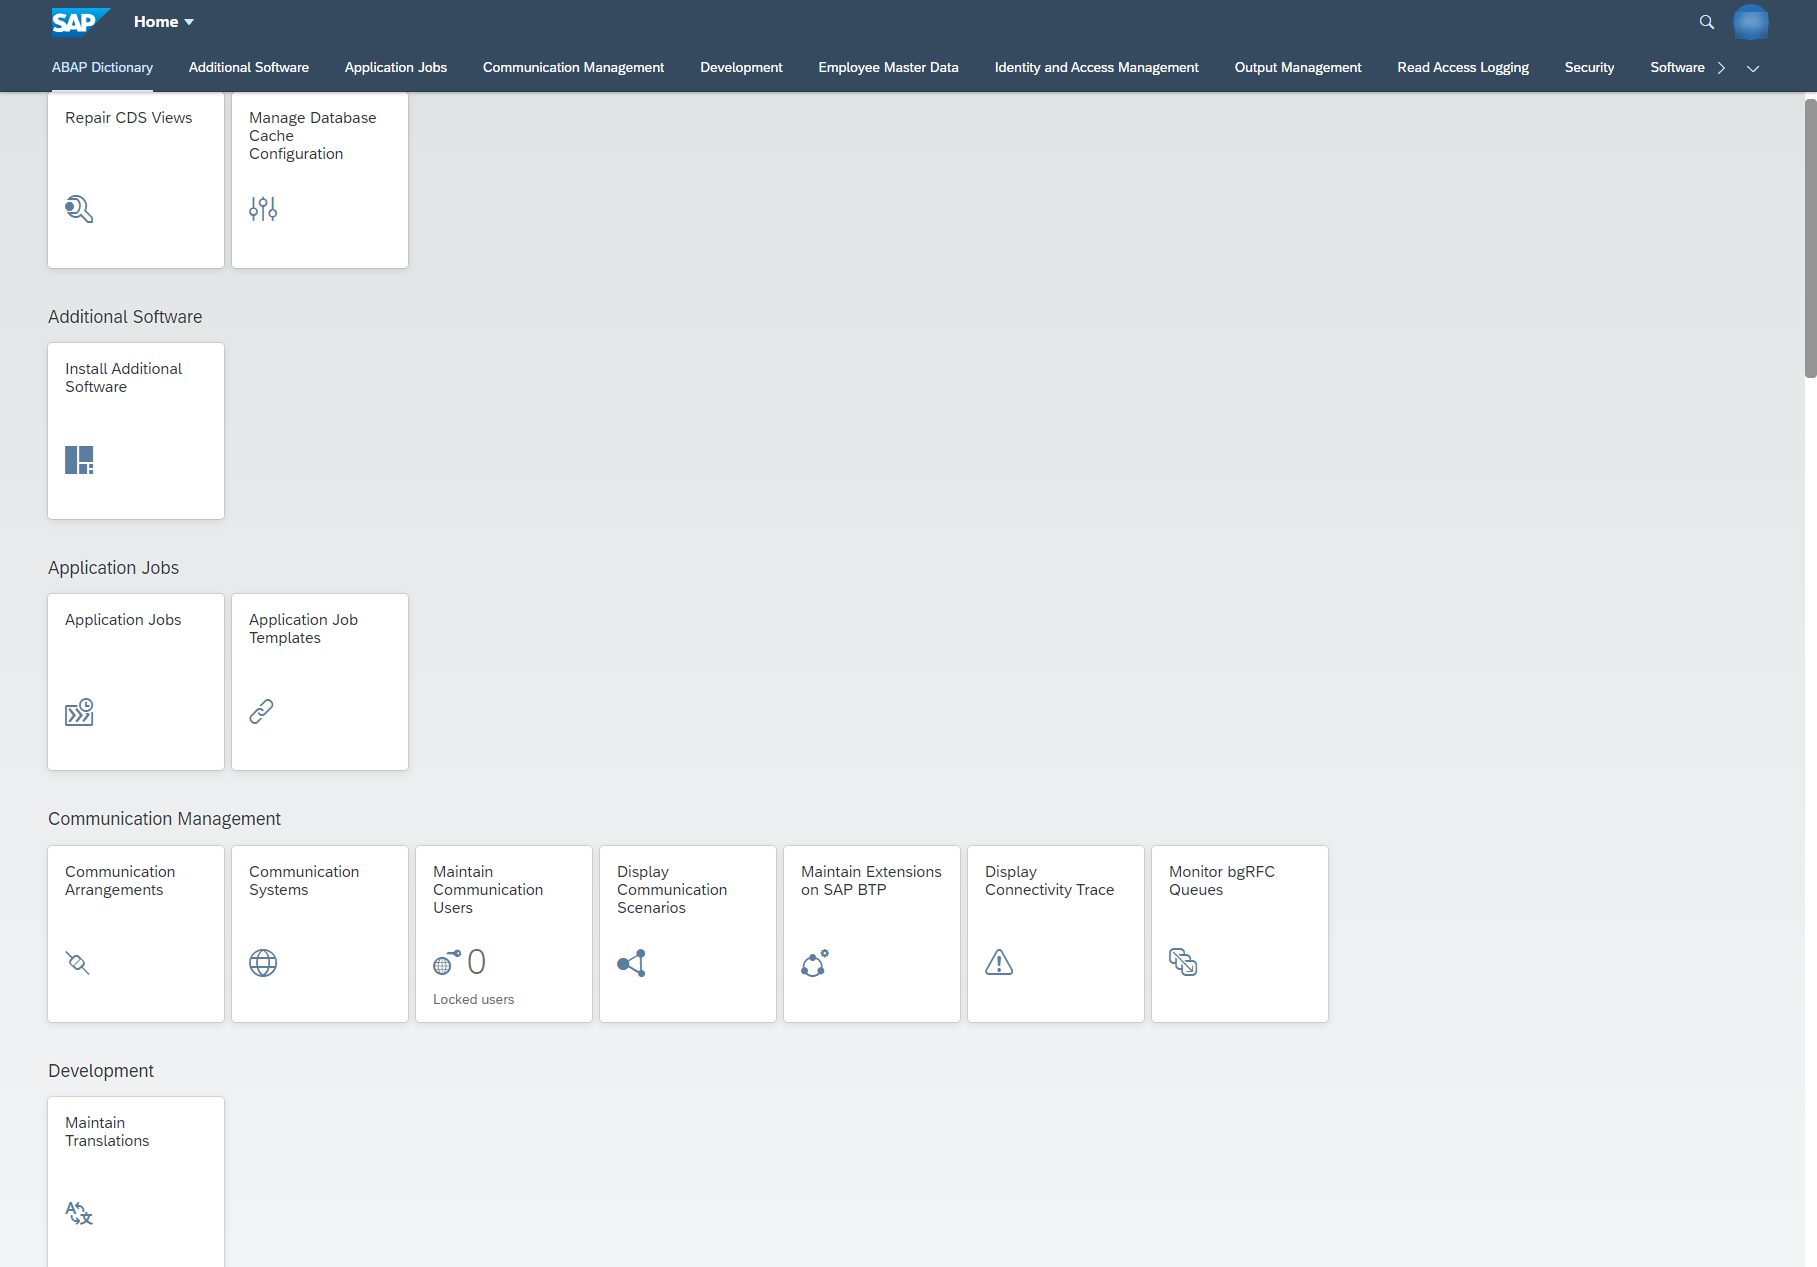 SAP Home
ABAP Dictionary Additional Software Application Jobs Communication Management Development Employee Master Data Identity and Access Management Output Management Read Access Logging Security Software
Repair CDS Views
Manage Database
Cache
Configuration
Additional Software
Install Additional
Software
Application Jobs
Application Jobs
Application Job
Templates
Communication Management
Communication
Arrangements
Communication
Systems
Maintain
Communication
Users
0
Locked users
Display
Communication
Scenarios
Maintain Extensions
on SAP BTP
Display
Connectivity Trace
Monitor bgRFC
Queues
Development
Maintain
Translations